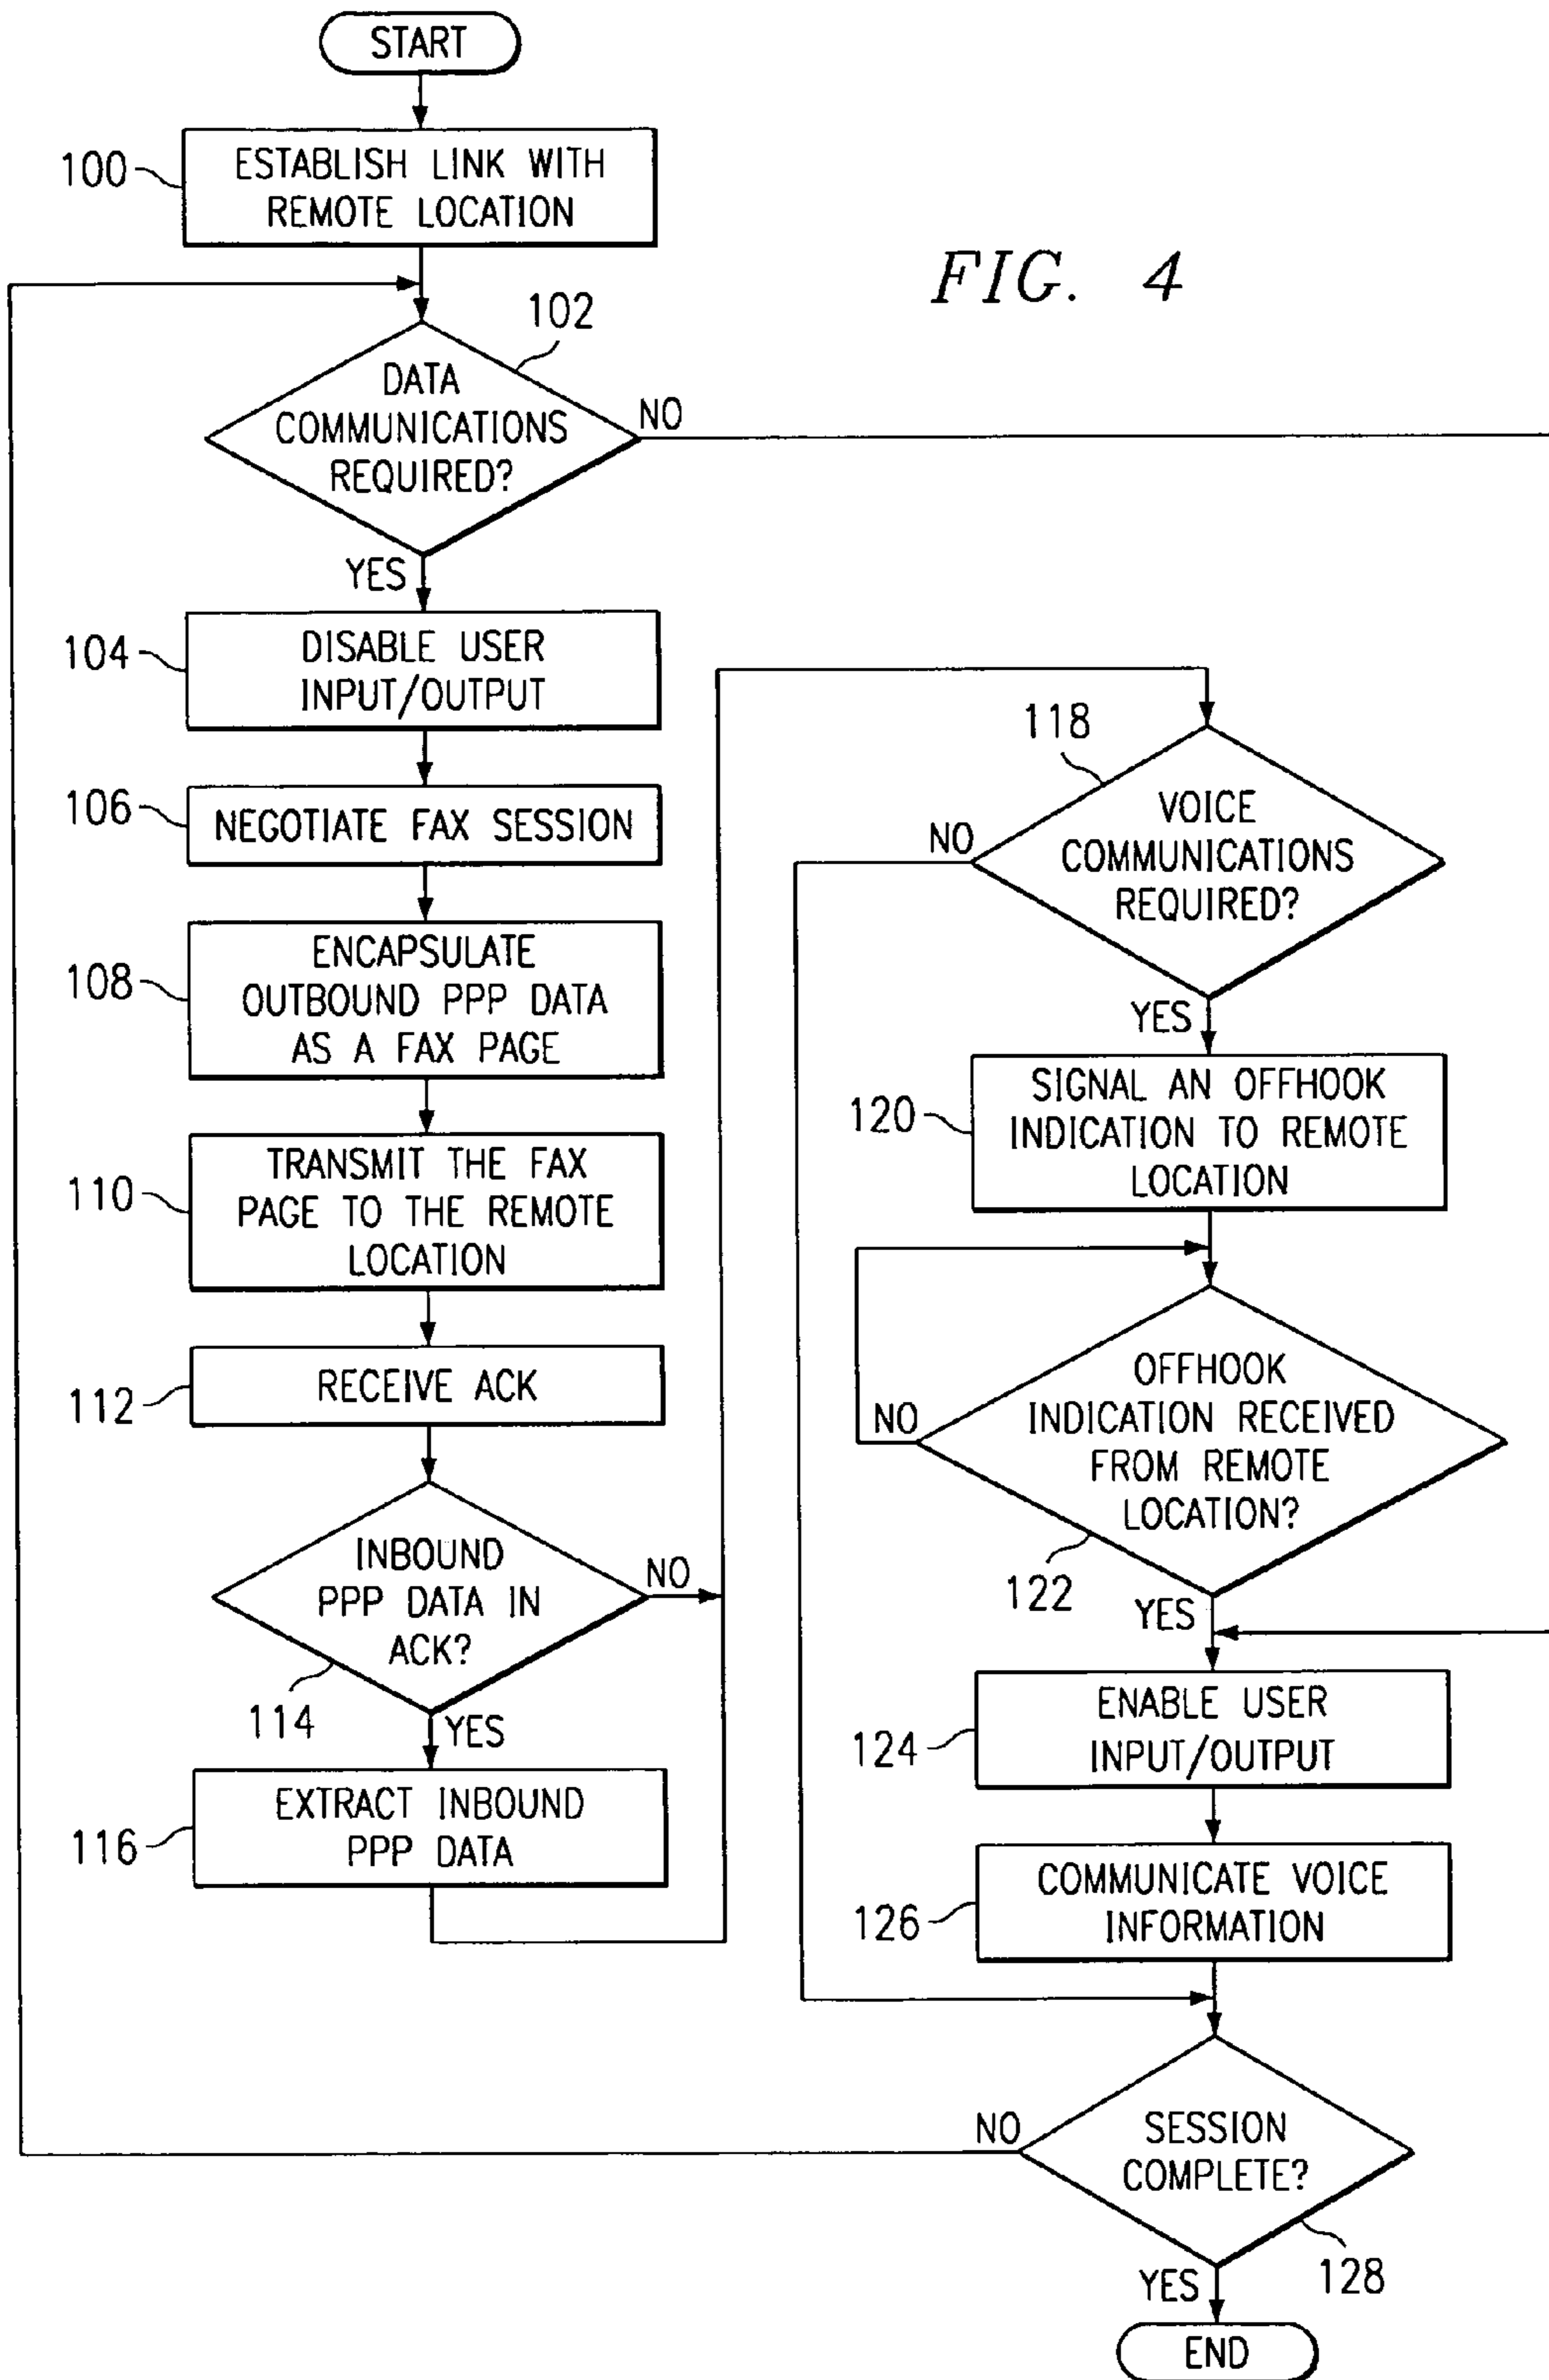 START
100
ESTABLISH LINK WITH
REMOTE LOCATION
FIG. 4
102
DATA
COMMUNICATIONS
REQUIRED?
NO
YES
104
DISABLE USER
INPUT/OUTPUT
106
NEGOTIATE FAX SESSION
108
ENCAPSULATE
OUTBOUND PPP DATA
AS A FAX PAGE
110
TRANSMIT THE FAX
PAGE TO THE REMOTE
LOCATION
112
RECEIVE ACK
INBOUND
PPP DATA IN
ACK?
NO
114
YES
116
EXTRACT INBOUND
PPP DATA
118
VOICE
COMMUNICATIONS
REQUIRED?
NO
YES
120
SIGNAL AN OFFHOOK
INDICATION TO REMOTE
LOCATION
OFFHOOK
INDICATION RECEIVED
FROM REMOTE
LOCATION?
NO
122
YES
124
ENABLE USER
INPUT/OUTPUT
126
COMMUNICATE VOICE
INFORMATION
NO
SESSION
COMPLETE?
128
YES
END